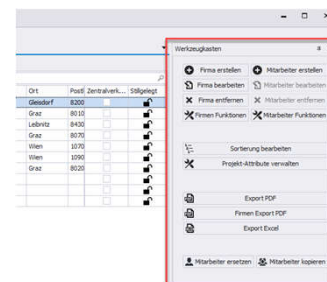 Werkzeugkasten
Firma erstellen Mitarbeiter erstellen
Firma bearbeiten Mitarbeiter bearbeiten
Firma entfernen Mitarbeiter entfernen
Firmen Funktionen Mitarbeiter Funktionen
Sortierung bearbeiten
Projekt-Attribute verwalten
Export PDF
Firmen Export PDF
Export Excel
Mitarbeiter ersetzen Mitarbeiter kopieren
Ort Postl Zentralverk... Stillgelegt
Gleisdorf 8200
Graz 8010
Leibnitz 8430
Graz 8070
Wien 1070
Wien 1090
Graz 8020